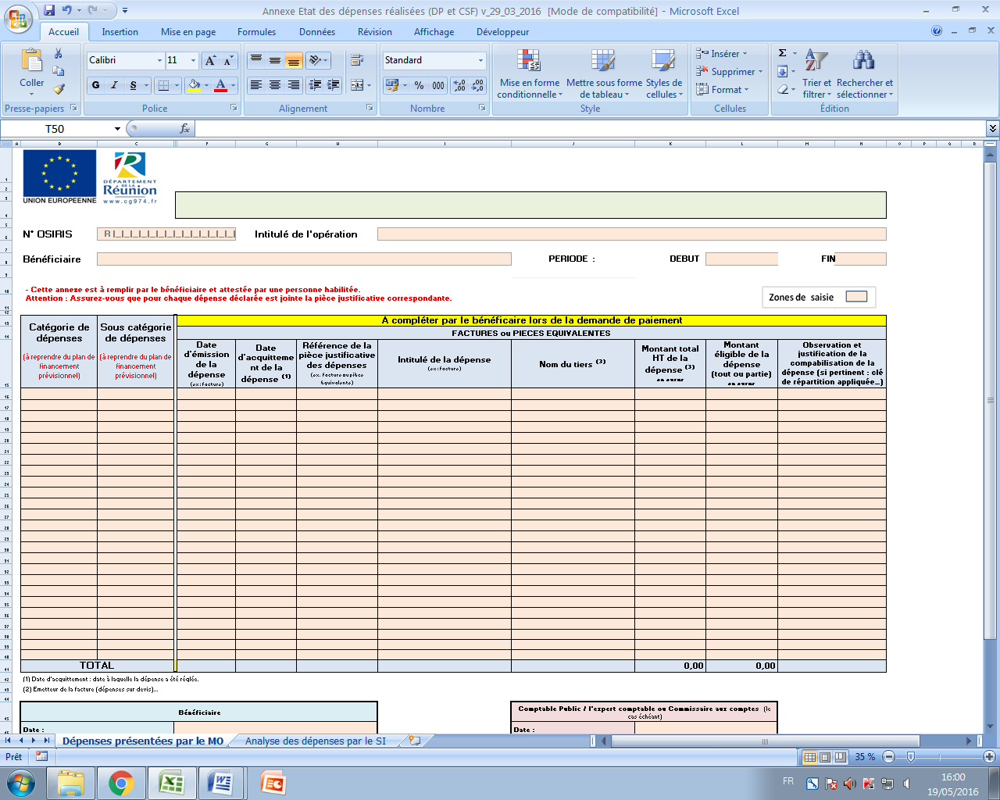 Annexe Etat des dépenses réalisées (DP et CSF) v_29_03_2016 [Mode de compatibilité] - Microsoft Excel
Accueil Insertion Mise en page Formules Données Révision Affichage Développeur
Coller
Presse-papiers
Calibri 11
G I S
Police
Alignement
Standard
% 000
Nombre
Mise en forme conditionnelle
Mettre sous forme de tableau
Styles de cellules
Style
Insérer
Supprimer
Format
Cellules
Σ
Trier et filtrer
Rechercher et sélectionner
Édition
T50
fx
UNION EUROPEENNE
DÉPARTEMENT
DE LA
Réunion
www.cg974.fr
N° OSIRIS
R |_|_|_|_|_|_|_|_|_|_|_|_|_|_|
Intitulé de l'opération
Bénéficiaire
PERIODE :
DEBUT
FIN
- Cette annexe est à remplir par le bénéficiaire et attestée par une personne habilitée.
Attention : Assurez-vous que pour chaque dépense déclarée est jointe la pièce justificative correspondante.
Zones de saisie
A compléter par le bénéficaire lors de la demande de paiement
FACTURES ou PIECES EQUIVALENTES
Catégorie de dépenses
(à reprendre du plan de financement prévisionnel)
Sous catégorie de dépenses
(à reprendre du plan de financement prévisionnel)
Date d'émission de la dépense
(ex : facture)
Date d'acquitteme nt de la dépense (1)
Référence de la pièce justificative des dépenses
(ex. facture ou pièce équivalente)
Intitulé de la dépense
(ex : facture)
Nom du tiers (3)
Montant total HT de la dépense (3)
en euros
Montant éligible de la dépense (tout ou partie)
en euros
Observation et justification de la compabilisation de la dépense (si pertinent : clé de répartition appliquée...)
TOTAL 0,00 0,00
(1) Date d'acquittement : date à laquelle la dépense a été réglée.
(2) Emetteur de la facture (dépenses sur devis)...
Bénéficiaire
Date :
Comptable Public / l'expert comptable ou Commissaire aux comptes (le cas échéant)
Date :
Dépenses présentées par le MO
Analyse des dépenses par le SI
Prêt
35 %
FR
16:00
19/05/2016